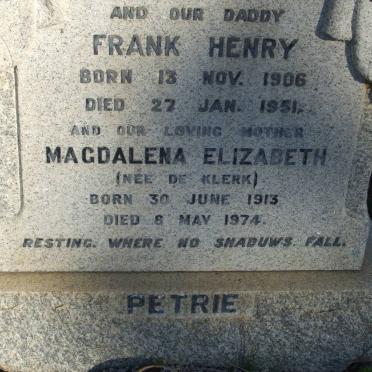 AND OUR DADDY
FRANK HENRY
BORN 13 NOV. 1906
DIED 27 JAN. 1951.
AND OUR LOVING MOTHER
MAGDALENA ELIZABETH
(NÉE DE KLERK)
BORN 30 JUNE 1913
DIED 8 MAY 1974.
RESTING. WHERE NO SHADOWS. FALL.
PETRIE